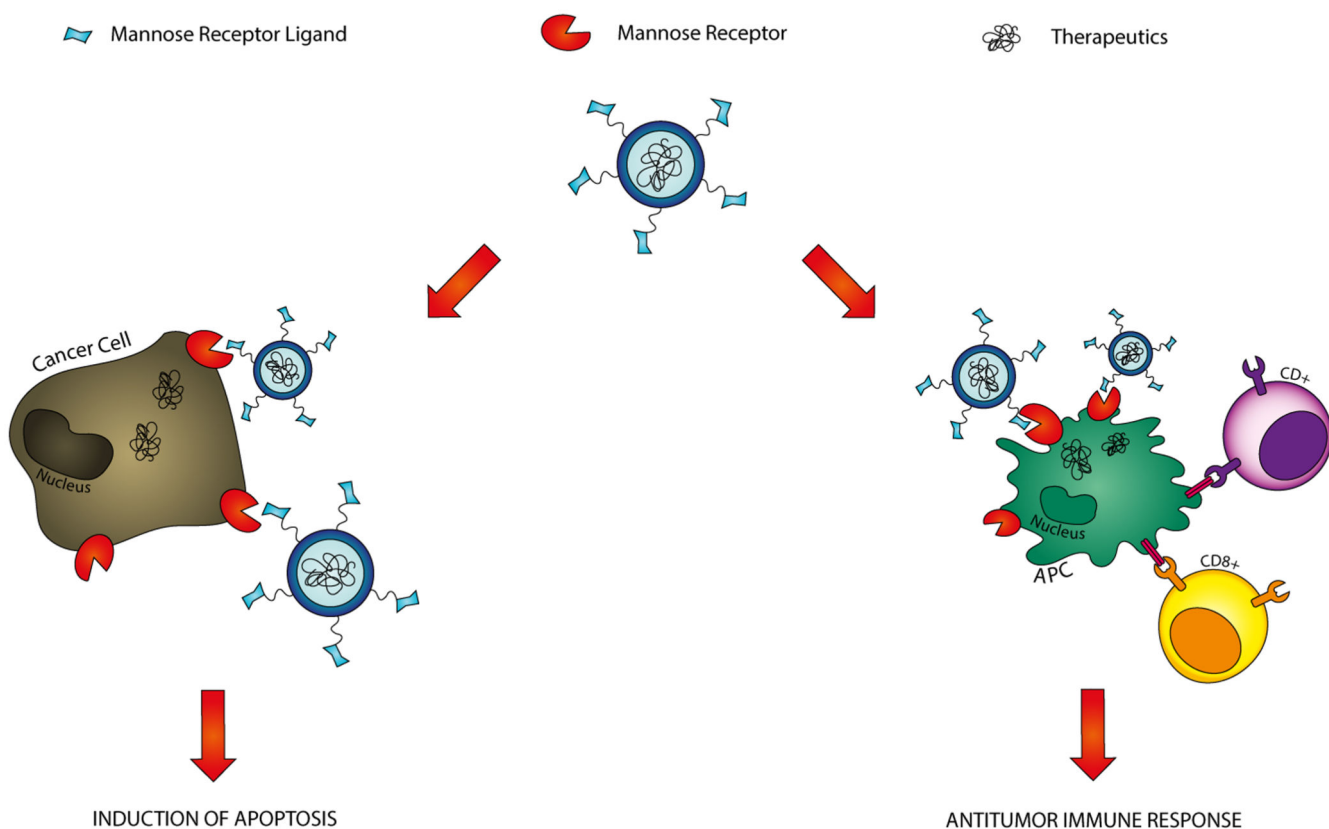 Mannose Receptor Ligand
Mannose Receptor
Therapeutics
Cancer Cell
Nucleus
CD+
Nucleus
APC
CD8+
INDUCTION OF APOPTOSIS
ANTITUMOR IMMUNE RESPONSE